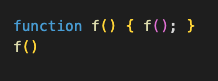 function f() { f(); }
f()